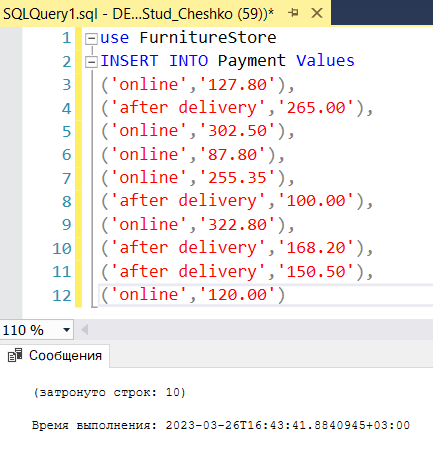 SQLQuery1.sql - DE...Stud_Cheshko (59))*
1 use FurnitureStore
2 INSERT INTO Payment Values
3 ('online','127.80'),
4 ('after delivery','265.00'),
5 ('online','302.50'),
6 ('online','87.80'),
7 ('online','255.35'),
8 ('after delivery','100.00'),
9 ('online','322.80'),
10 ('after delivery','168.20'),
11 ('after delivery','150.50'),
12 ('online','120.00')
110 %
Сообщения
(затронуто строк: 10)
Время выполнения: 2023-03-26T16:43:41.8840945+03:00